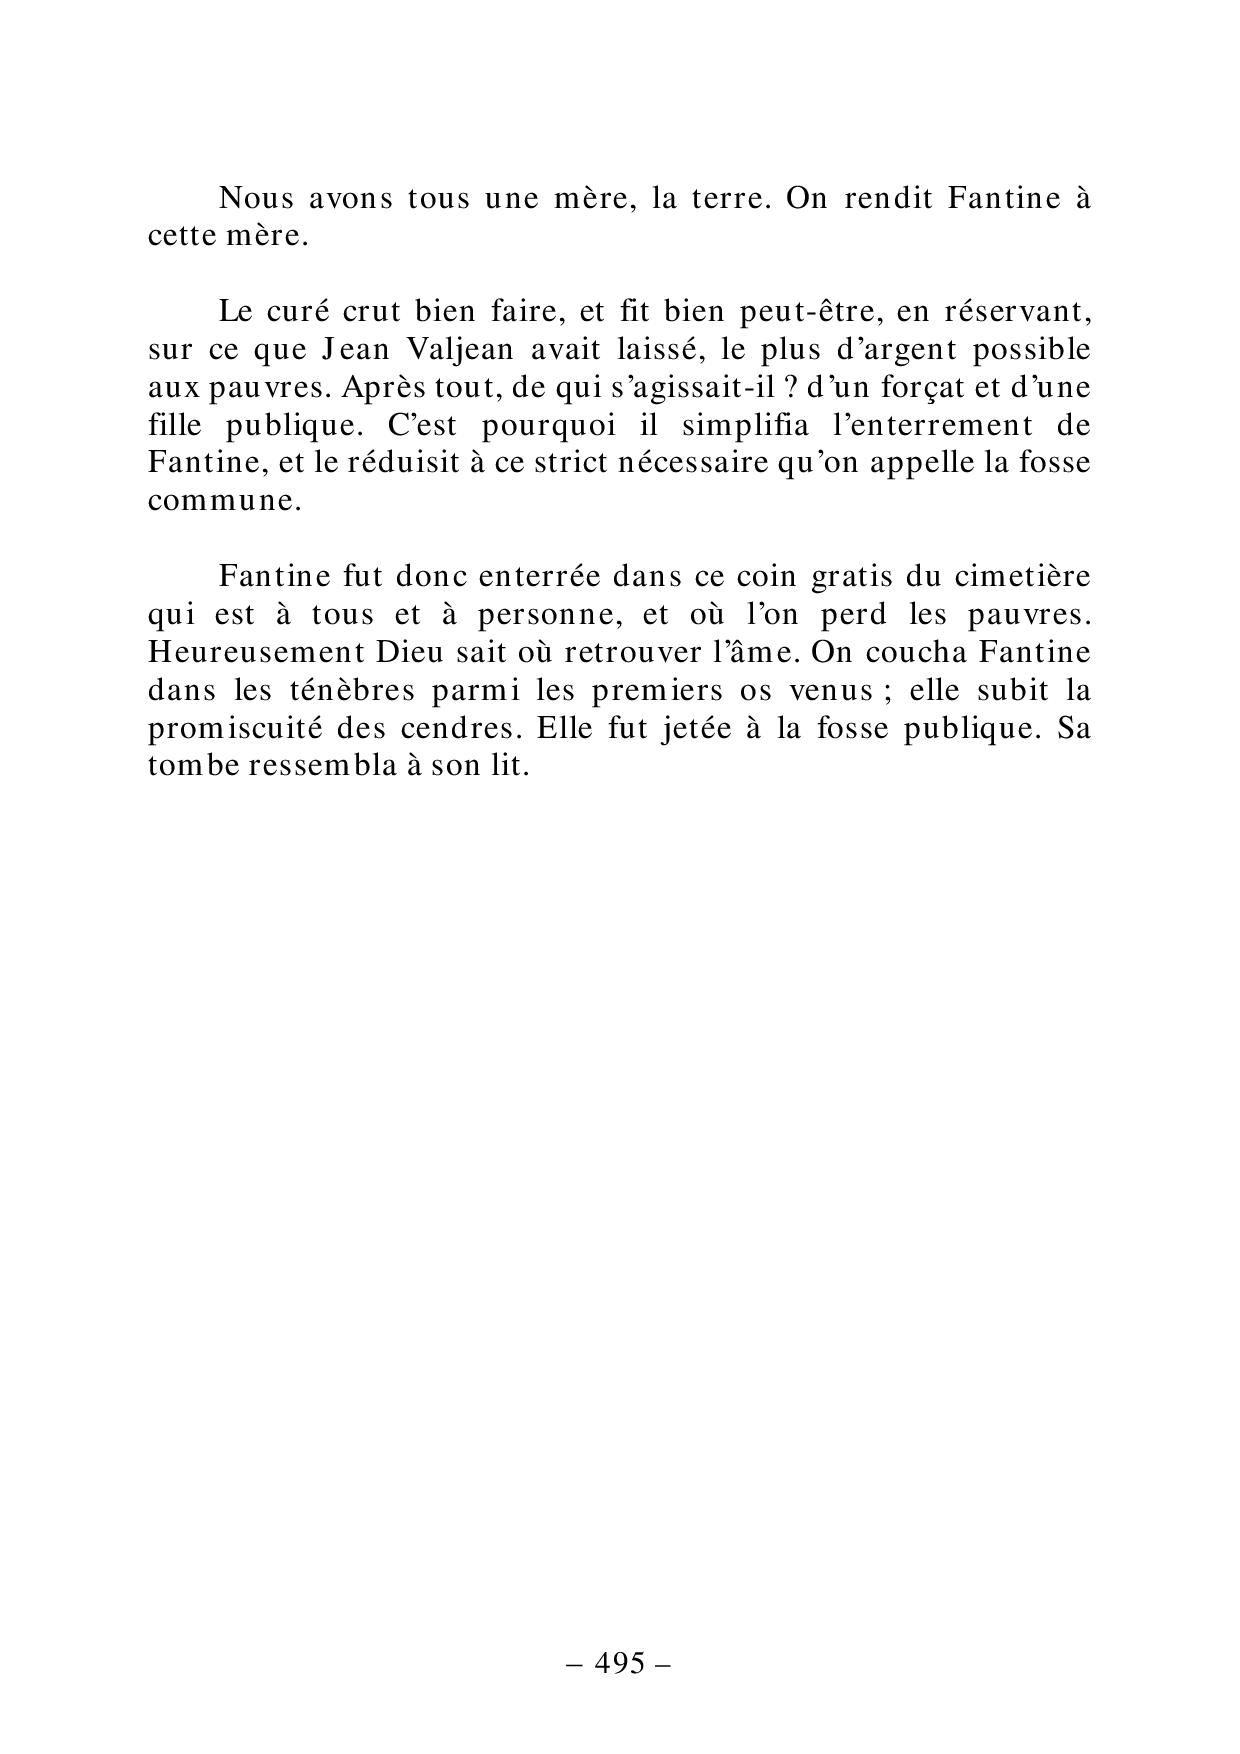 Nous avons tous une mère, la terre. On rendit Fantine à
cette mère.
Le curé crut bien faire, et fit bien peut-être, en réservant,
sur ce que Jean Valjean avait laissé, le plus d’argent possible
aux pauvres. Après tout, de qui s’agissait-il ? d’un forçat et d’une
fille publique. C’est pourquoi il simplifia l’enterrement de
Fantine, et le réduisit à ce strict nécessaire qu’on appelle la fosse
commune.
Fantine fut donc enterrée dans ce coin gratis du cimetière
qui est à tous et à personne, et où l’on perd les pauvres.
Heureusement Dieu sait où retrouver l’âme. On coucha Fantine
dans les ténèbres parmi les premiers os venus ; elle subit la
promiscuité des cendres. Elle fut jetée à la fosse publique. Sa
tombe ressembla à son lit.
– 495 –